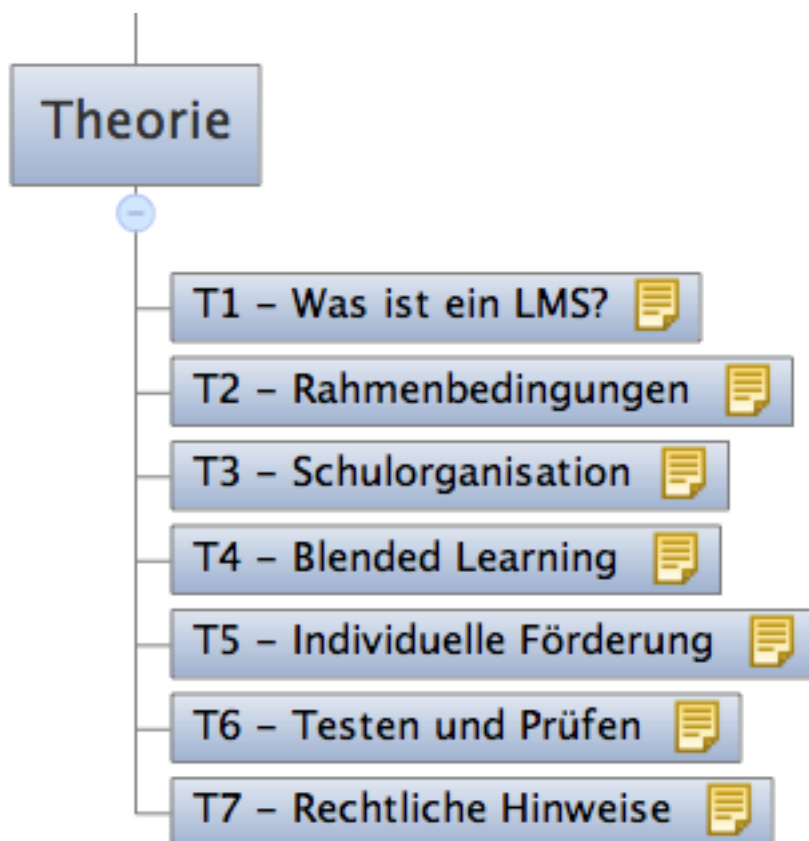 Theorie
T1 – Was ist ein LMS?
T2 – Rahmenbedingungen
T3 – Schulorganisation
T4 – Blended Learning
T5 – Individuelle Förderung
T6 – Testen und Prüfen
T7 – Rechtliche Hinweise